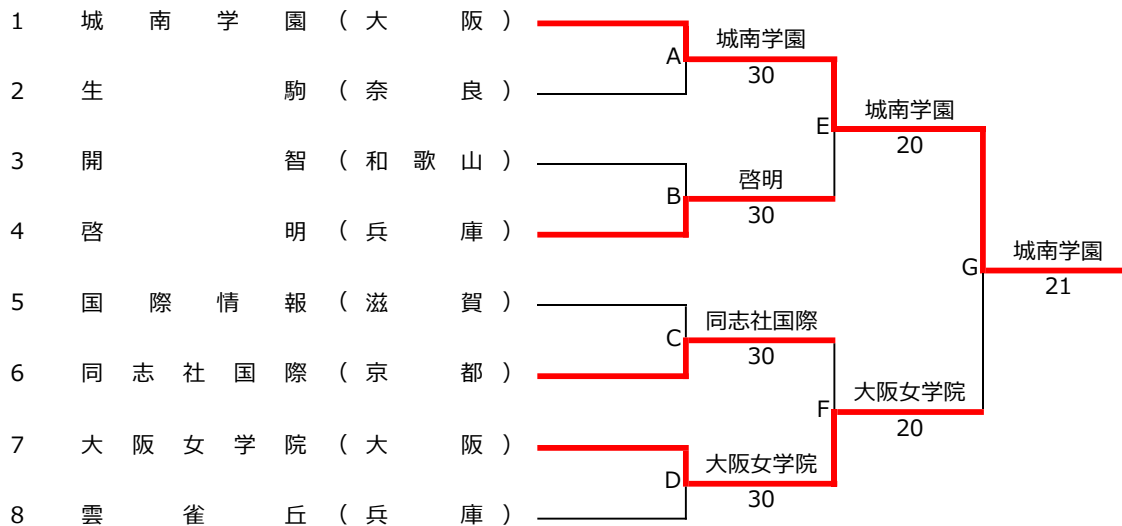 1 城南学園（大阪）
2 生駒（奈良）
3 開智（和歌山）
4 啓明（兵庫）
5 国際情報（滋賀）
6 同志社国際（京都）
7 大阪女学院（大阪）
8 雲雀丘（兵庫）
A
城南学園
30
B
啓明
30
C
同志社国際
30
D
大阪女学院
30
E
城南学園
20
F
大阪女学院
20
G
城南学園
21